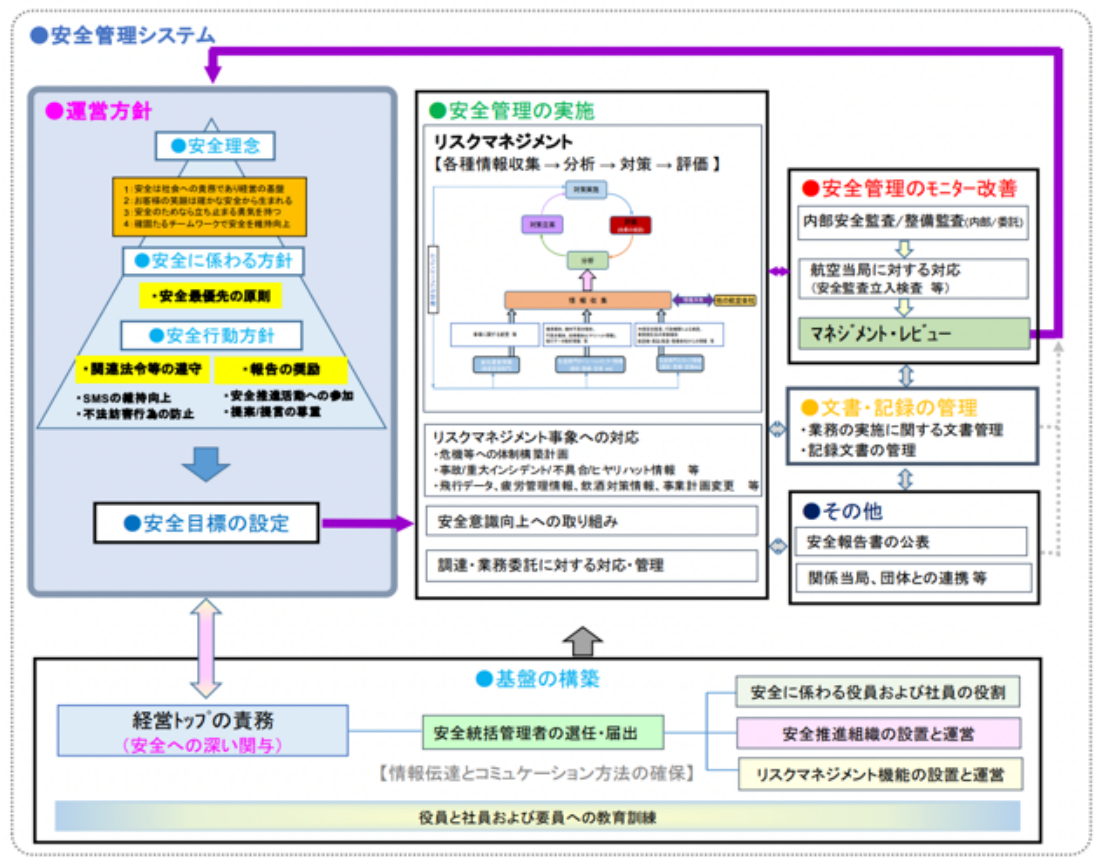 ●安全管理システム
●運営方針
●安全理念
1：安全は社会への責務であり経営の基盤
2：お客様の笑顔は確かな安全から生まれる
3：安全のためなら立ち止まる勇気を持つ
4：確固たるチームワークで安全を維持向上
●安全に係わる方針
・安全最優先の原則
●安全行動方針
・関連法令等の遵守
・SMSの維持向上
・不法妨害行為の防止
・報告の奨励
・安全推進活動への参加
・提案/提言の尊重
●安全目標の設定
●安全管理の実施
リスクマネジメント
【各種情報収集→分析→対策→評価】
対策実施
対策立案
評価
分析
情報収集
他の航空会社
リスクマネジメント事象への対応
・危機等への体制構築計画
・事故/重大インシデント/不具合/ヒヤリハット情報　等
・飛行データ、疲労管理情報、飲酒対策情報、事業計画変更　等
安全意識向上への取り組み
調達・業務委託に対する対応・管理
●安全管理のモニター改善
内部安全監査/整備監査(内部/委託)
航空当局に対する対応
(安全監査立入検査 等)
マネジメント・レビュー
●文書・記録の管理
・業務の実施に関する文書管理
・記録文書の管理
●その他
安全報告書の公表
関係当局、団体との連携 等
●基盤の構築
経営トップの責務
(安全への深い関与)
安全統括管理者の選任・届出
【情報伝達とコミュケーション方法の確保】
安全に係わる役員および社員の役割
安全推進組織の設置と運営
リスクマネジメント機能の設置と運営
役員と社員および要員への教育訓練